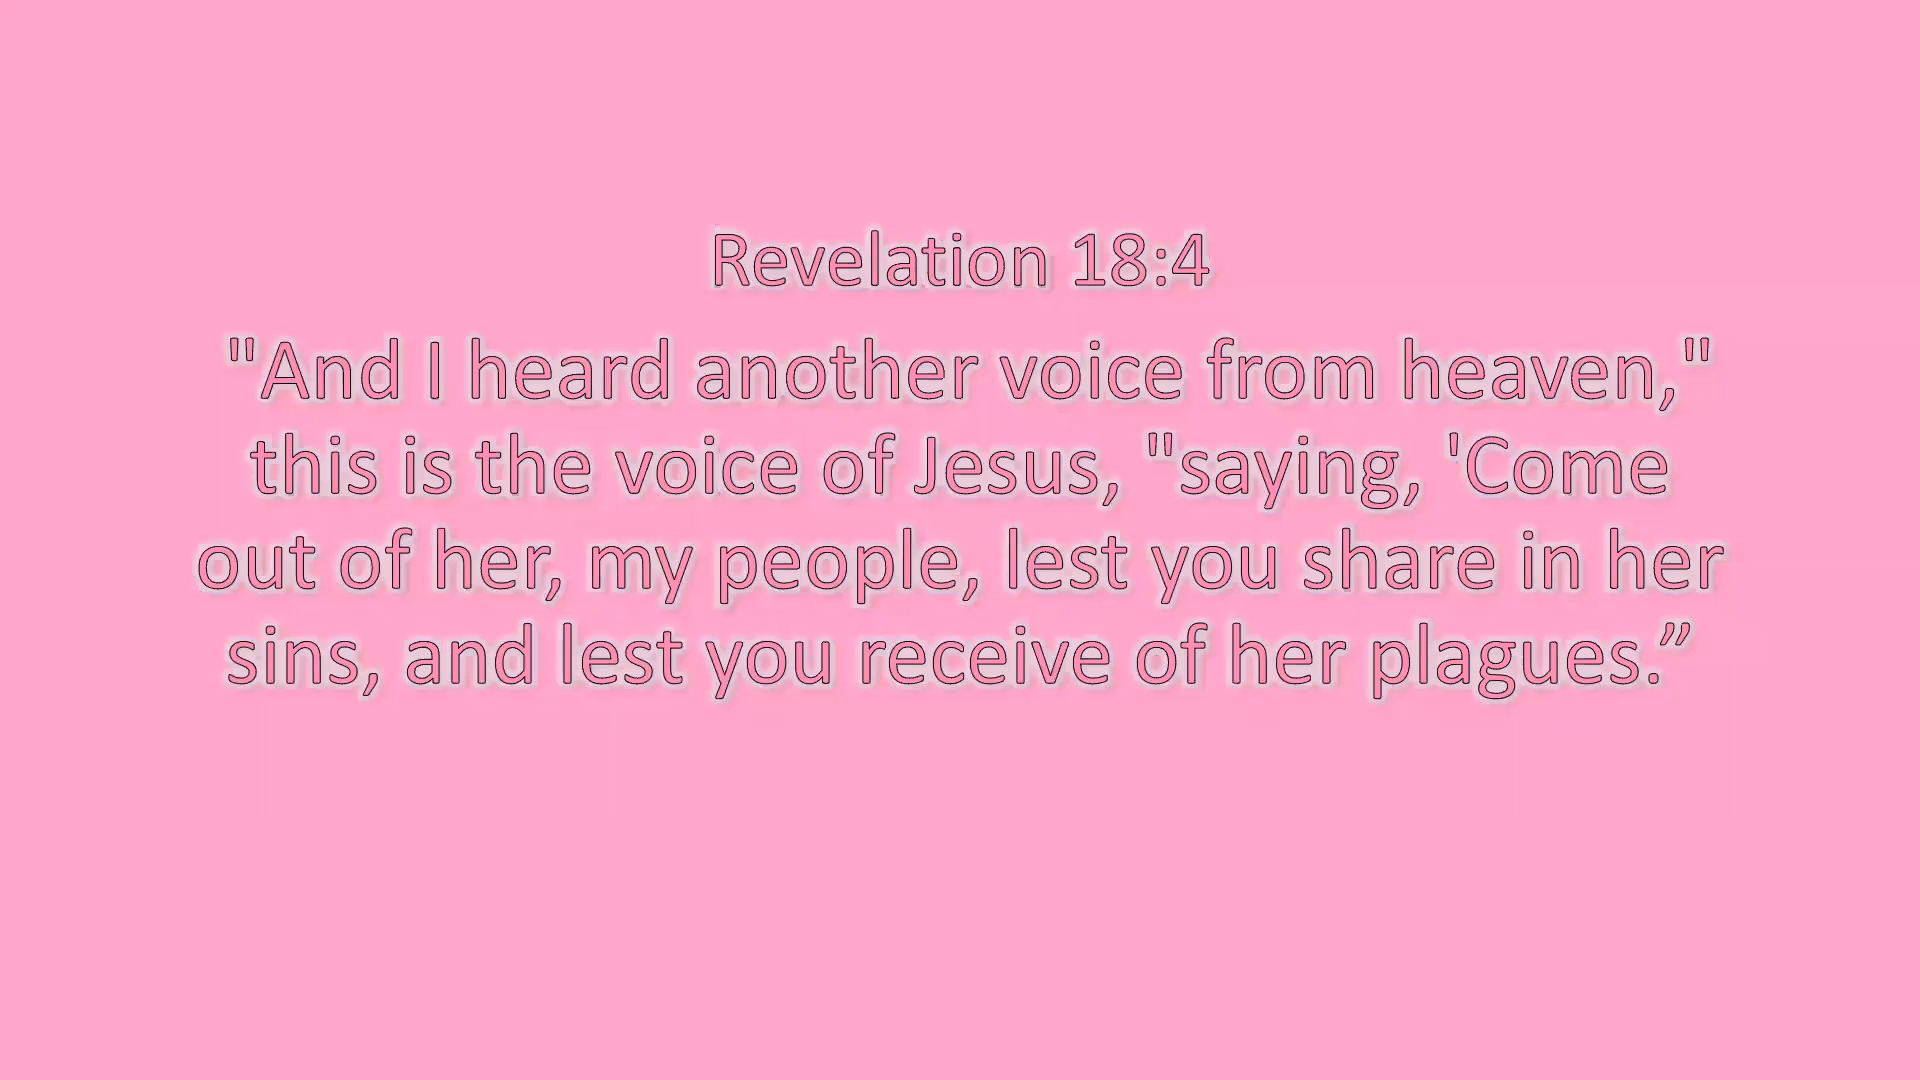 Revelation 18:4
"And I heard another voice from heaven,"
this is the voice of Jesus, "saying, 'Come
out of her, my people, lest you share in her
sins, and lest you receive of her plagues.”